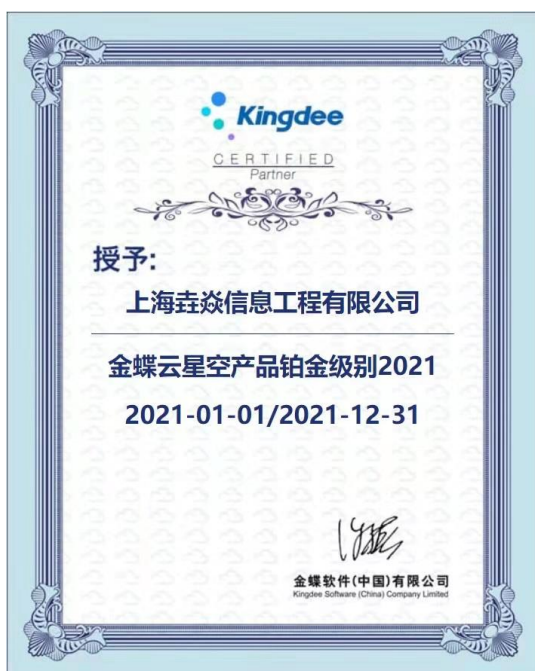 Kingdee
CERTIFIED
Partner
授予:
上海垚焱信息工程有限公司
金蝶云星空产品铂金级别2021
2021-01-01/2021-12-31
金蝶软件(中国)有限公司
Kingdee Software (China) Company Limited